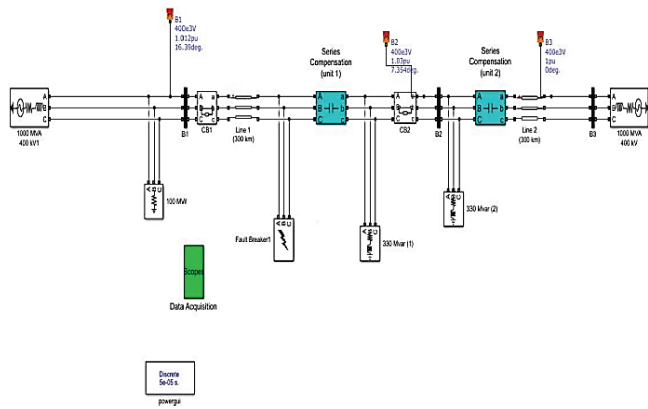 B1
400e3V
1.012pu
16.39deg.
B2
400e3V
1.03pu
7.354deg.
B3
400e3V
1pu
0deg.
Series
Compensation
(unit 1)
Series
Compensation
(unit 2)
A
B
C
1000 MVA
400 kV1
B1
A
B
C
a
b
c
CB1
Line 1
(300 km)
A
B
C
a
b
c
A
B
C
a
b
c
CB2
B2
A
B
C
a
b
c
Line 2
(300 km)
B3
A
B
C
1000 MVA
400 kV
A B C
100 MW
A B C
Fault Breaker1
A B C
330 Mvar (1)
A B C
330 Mvar (2)
Scopes
Data Acquisition
Discrete
5e-05 s.
powergui